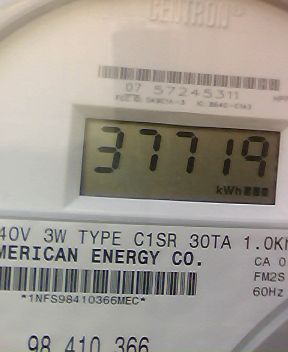 CENTRON®
07 57245311
37719
kWh
40V 3W TYPE C1SR 30TA 1.0K
MERICAN ENERGY CO.
CA 0
FM2S
60Hz
*1NFS98410366MEC*
98 410 366